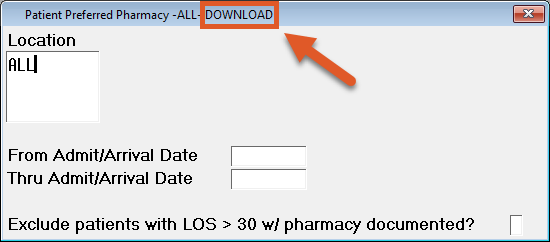 Patient Preferred Pharmacy -ALL- DOWNLOAD
Location
ALL
From Admit/Arrival Date
Thru Admit/Arrival Date
Exclude patients with LOS > 30 w/ pharmacy documented?